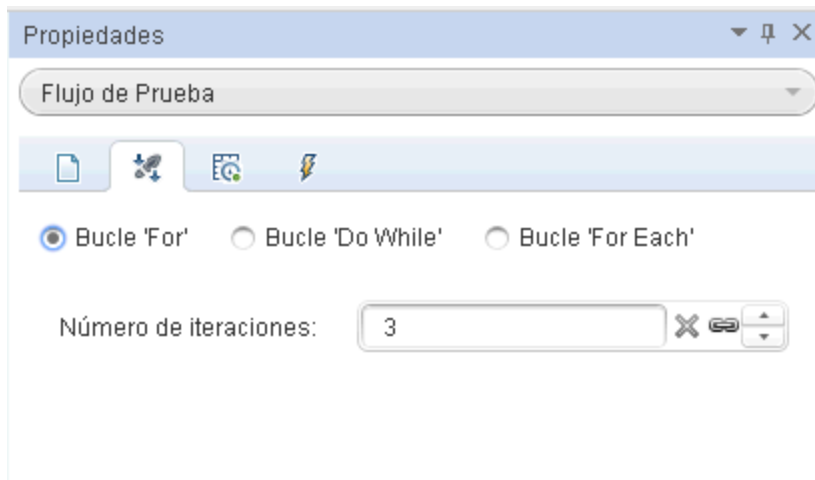 Propiedades
Flujo de Prueba
Bucle 'For' Bucle 'Do While' Bucle 'For Each'
Número de iteraciones: 3